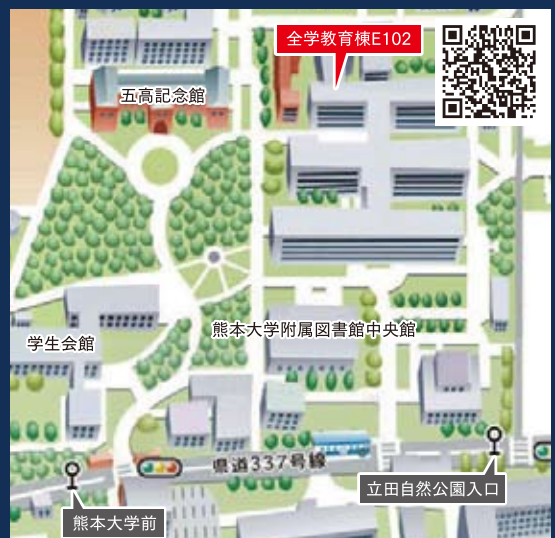 全学教育棟E102
五高記念館
熊本大学附属図書館中央館
学生会館
県道337号線
立田自然公園入口
熊本大学前